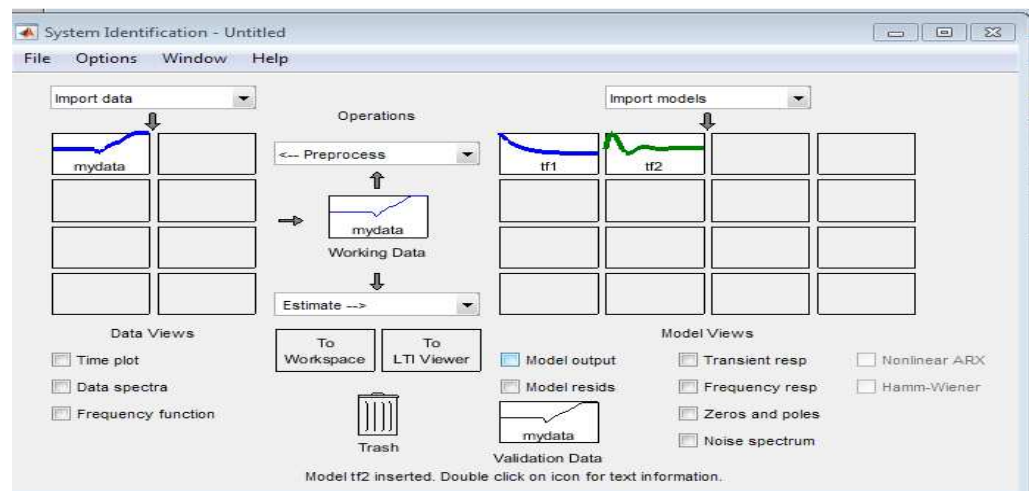 System Identification - Untitled
File Options Window Help
Import data
Operations
Import models
mydata
<-- Preprocess
tf1
tf2
mydata
Working Data
Estimate -->
Data Views
Time plot
Data spectra
Frequency function
To Workspace
To LTI Viewer
Trash
Model Views
Model output
Model resids
Transient resp
Frequency resp
Zeros and poles
Noise spectrum
Nonlinear ARX
Hamm-Wiener
mydata
Validation Data
Model tf2 inserted. Double click on icon for text information.